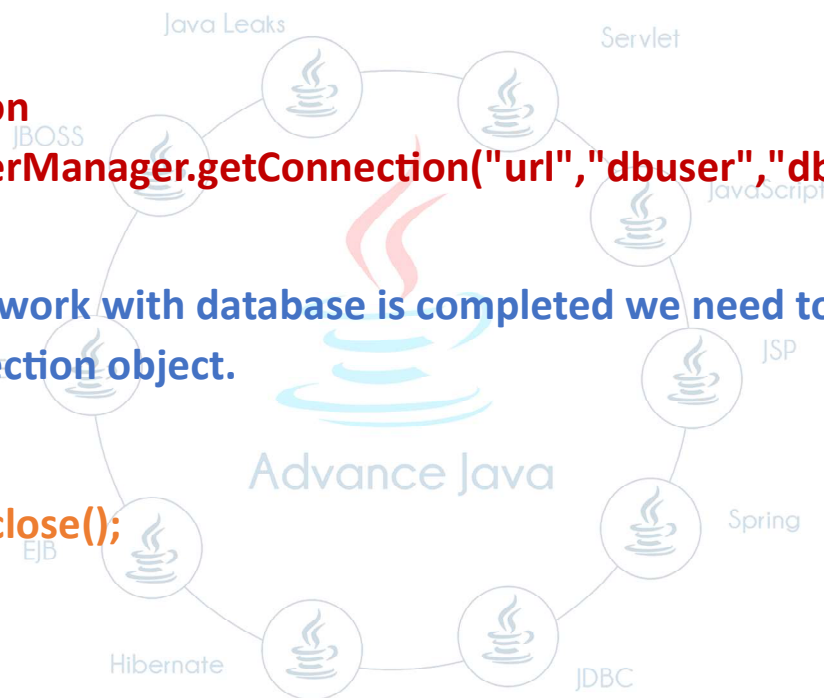 Java Leaks
Servlet
on
JBOSS
erManager.getConnection("url","dbuser","db
JavaScript
work with database is completed we need to
ection object.
JSP
Advance Java
close();
EJB
Spring
Hibernate
JDBC